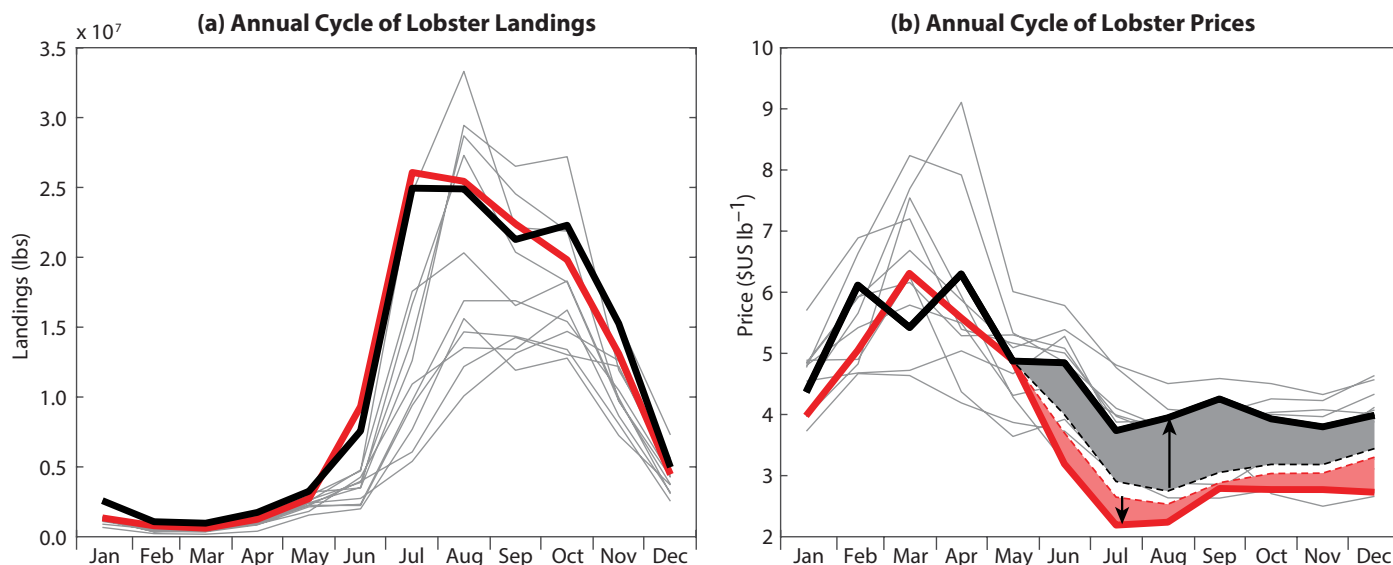 (a) Annual Cycle of Lobster Landings
x 10⁷
3.5
3.0
2.5
2.0
1.5
1.0
0.5
0.0
Landings (lbs)
Jan Feb Mar Apr May Jun Jul Aug Sep Oct Nov Dec
(b) Annual Cycle of Lobster Prices
10
9
8
7
6
5
4
3
2
Price ($US lb⁻¹)
Jan Feb Mar Apr May Jun Jul Aug Sep Oct Nov Dec